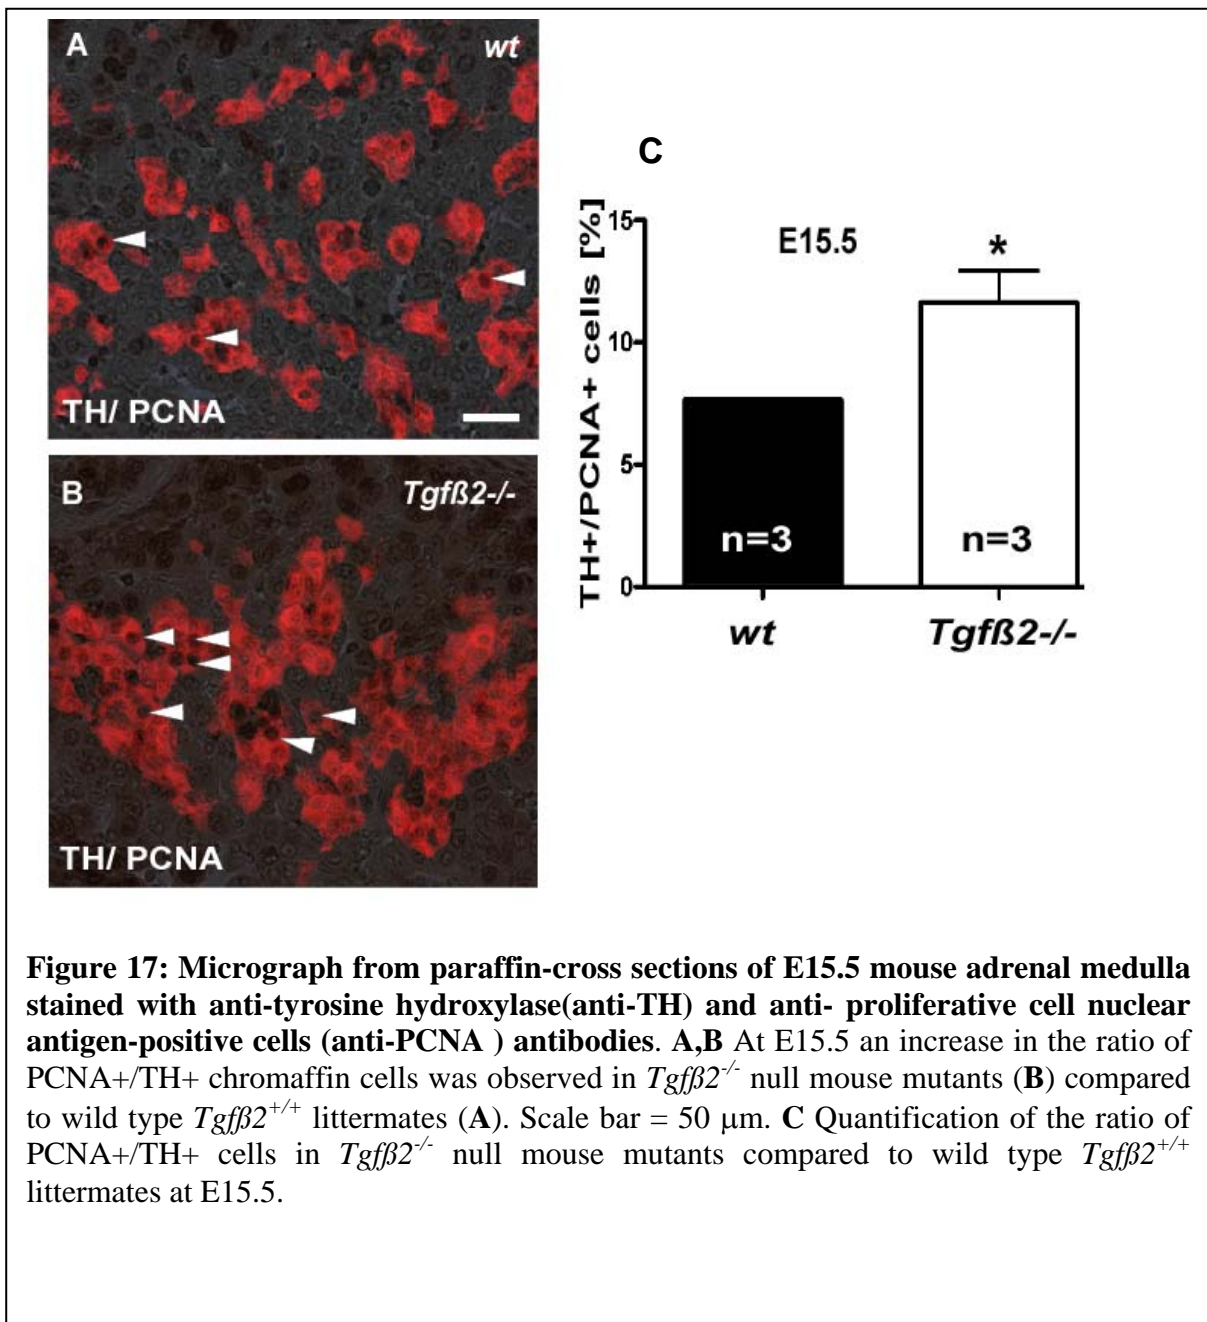 A
wt
TH/ PCNA
B
Tgfß2-/-
TH/ PCNA
C
TH+/PCNA+ cells [%]
15
10
5
0
E15.5
*
n=3
n=3
wt
Tgfß2-/-
Figure 17: Micrograph from paraffin-cross sections of E15.5 mouse adrenal medulla
stained with anti-tyrosine hydroxylase(anti-TH) and anti- proliferative cell nuclear
antigen-positive cells (anti-PCNA ) antibodies. A,B At E15.5 an increase in the ratio of
PCNA+/TH+ chromaffin cells was observed in Tgfß2-/- null mouse mutants (B) compared
to wild type Tgfß2+/+ littermates (A). Scale bar = 50 µm. C Quantification of the ratio of
PCNA+/TH+ cells in Tgfß2-/- null mouse mutants compared to wild type Tgfß2+/+
littermates at E15.5.